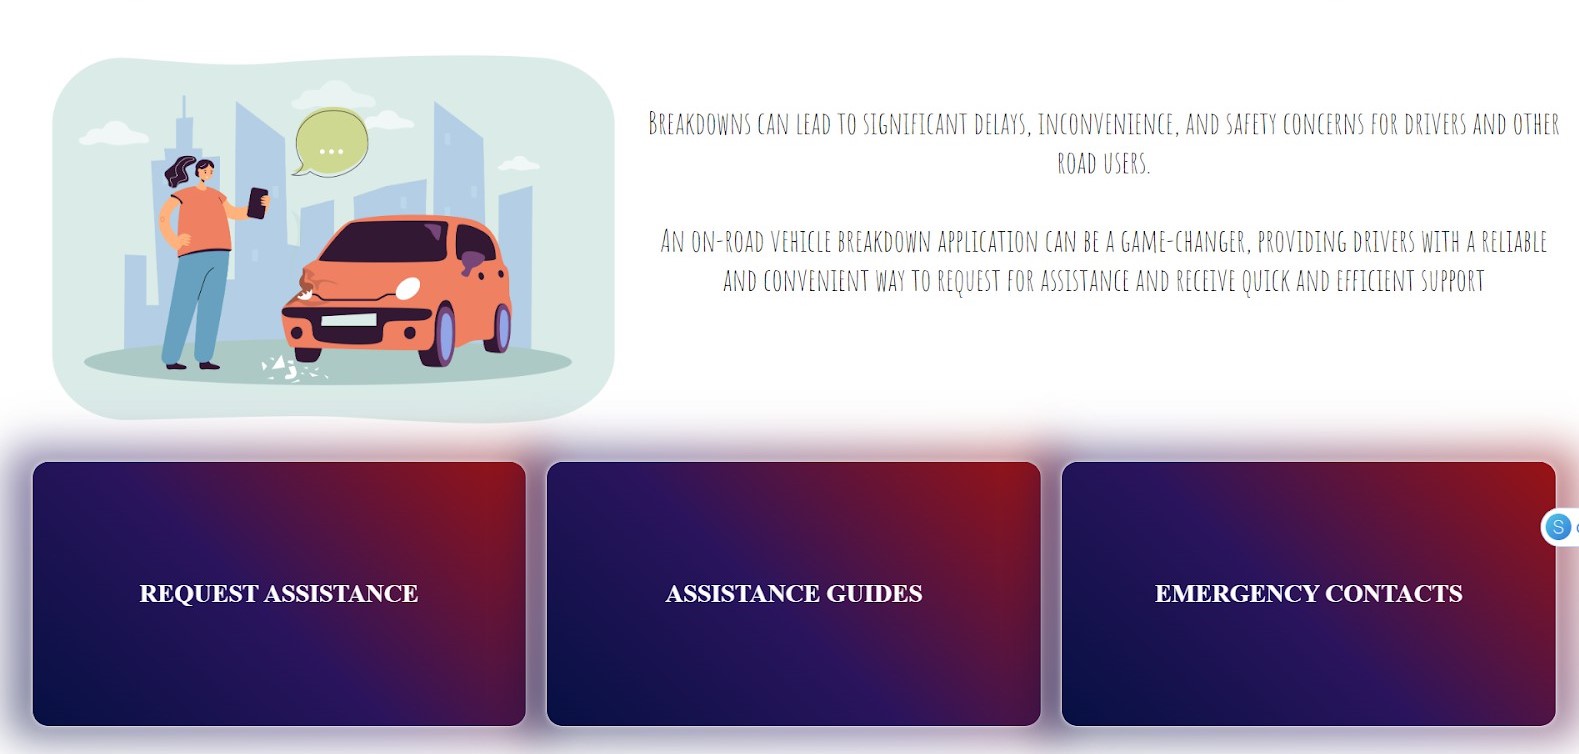 Breakdowns can lead to significant delays, inconvenience, and safety concerns for drivers and other
road users.
An on-road vehicle breakdown application can be a game-changer, providing drivers with a reliable
and convenient way to request for assistance and receive quick and efficient support
REQUEST ASSISTANCE
ASSISTANCE GUIDES
EMERGENCY CONTACTS
S